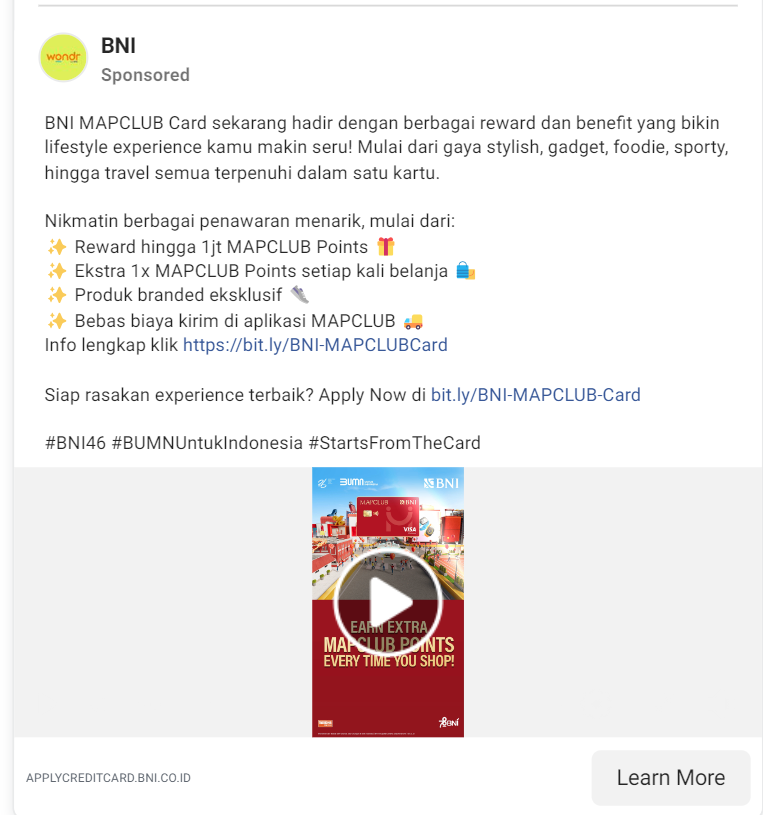 wondr
BNI
Sponsored
BNI MAPCLUB Card sekarang hadir dengan berbagai reward dan benefit yang bikin
lifestyle experience kamu makin seru! Mulai dari gaya stylish, gadget, foodie, sporty,
hingga travel semua terpenuhi dalam satu kartu.
Nikmatin berbagai penawaran menarik, mulai dari:
✨ Reward hingga 1jt MAPCLUB Points 🎁
✨ Ekstra 1x MAPCLUB Points setiap kali belanja 🛍️
✨ Produk branded eksklusif 👟
✨ Bebas biaya kirim di aplikasi MAPCLUB 🚚
Info lengkap klik https://bit.ly/BNI-MAPCLUBCard
Siap rasakan experience terbaik? Apply Now di bit.ly/BNI-MAPCLUB-Card
#BNI46 #BUMNUntukIndonesia #StartsFromTheCard
BUMN
BNI
MAPCLUB BNI
VISA
EARN EXTRA
MAPCLUB POINTS
EVERY TIME YOU SHOP!
BNI
APPLYCREDITCARD.BNI.CO.ID
Learn More